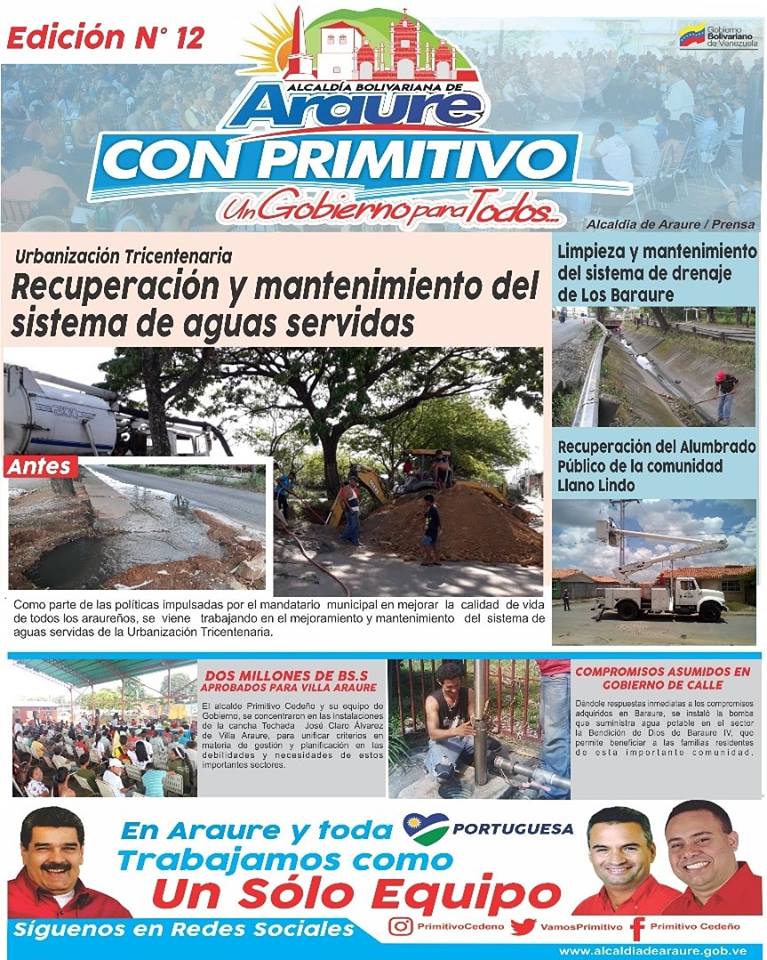 Edición N° 12
Gobierno
Bolivariano
de Venezuela
ALCALDÍA BOLIVARIANA DE
Araure
CON PRIMITIVO
Un Gobierno para Todos...
Alcaldia de Araure / Prensa
Urbanización Tricentenaria
Recuperación y mantenimiento del
sistema de aguas servidas
Antes
Como parte de las políticas impulsadas por el mandatario municipal en mejorar la calidad de vida
de todos los araureños, se viene trabajando en el mejoramiento y mantenimiento del sistema de
aguas servidas de la Urbanización Tricentenaria.
Limpieza y mantenimiento
del sistema de drenaje
de Los Baraure
Recuperación del Alumbrado
Público de la comunidad
Llano Lindo
DOS MILLONES DE BS.S
APROBADOS PARA VILLA ARAURE
El alcalde Primitivo Cedeño y su equipo de
Gobierno, se concentraron en las instalaciones
de la cancha Techada José Claro Álvarez
de Villa Araure, para unificar criterios en
materia de gestión y planificación en las
debilidades y necesidades de estos
importantes sectores.
COMPROMISOS ASUMIDOS EN
GOBIERNO DE CALLE
Dándole respuestas inmediatas a los compromisos
adquiridos en Baraure, se instaló la bomba
que suministra agua potable en el sector
la Bendición de Dios de Baraure IV, que
permite beneficiar a las familias residentes
de esta importante comunidad.
En Araure y toda PORTUGUESA
Trabajamos como
Un Sólo Equipo
Síguenos en Redes Sociales
PrimitivoCedeno VamosPrimitivo Primitivo Cedeño
www.alcaldiadearaure.gob.ve